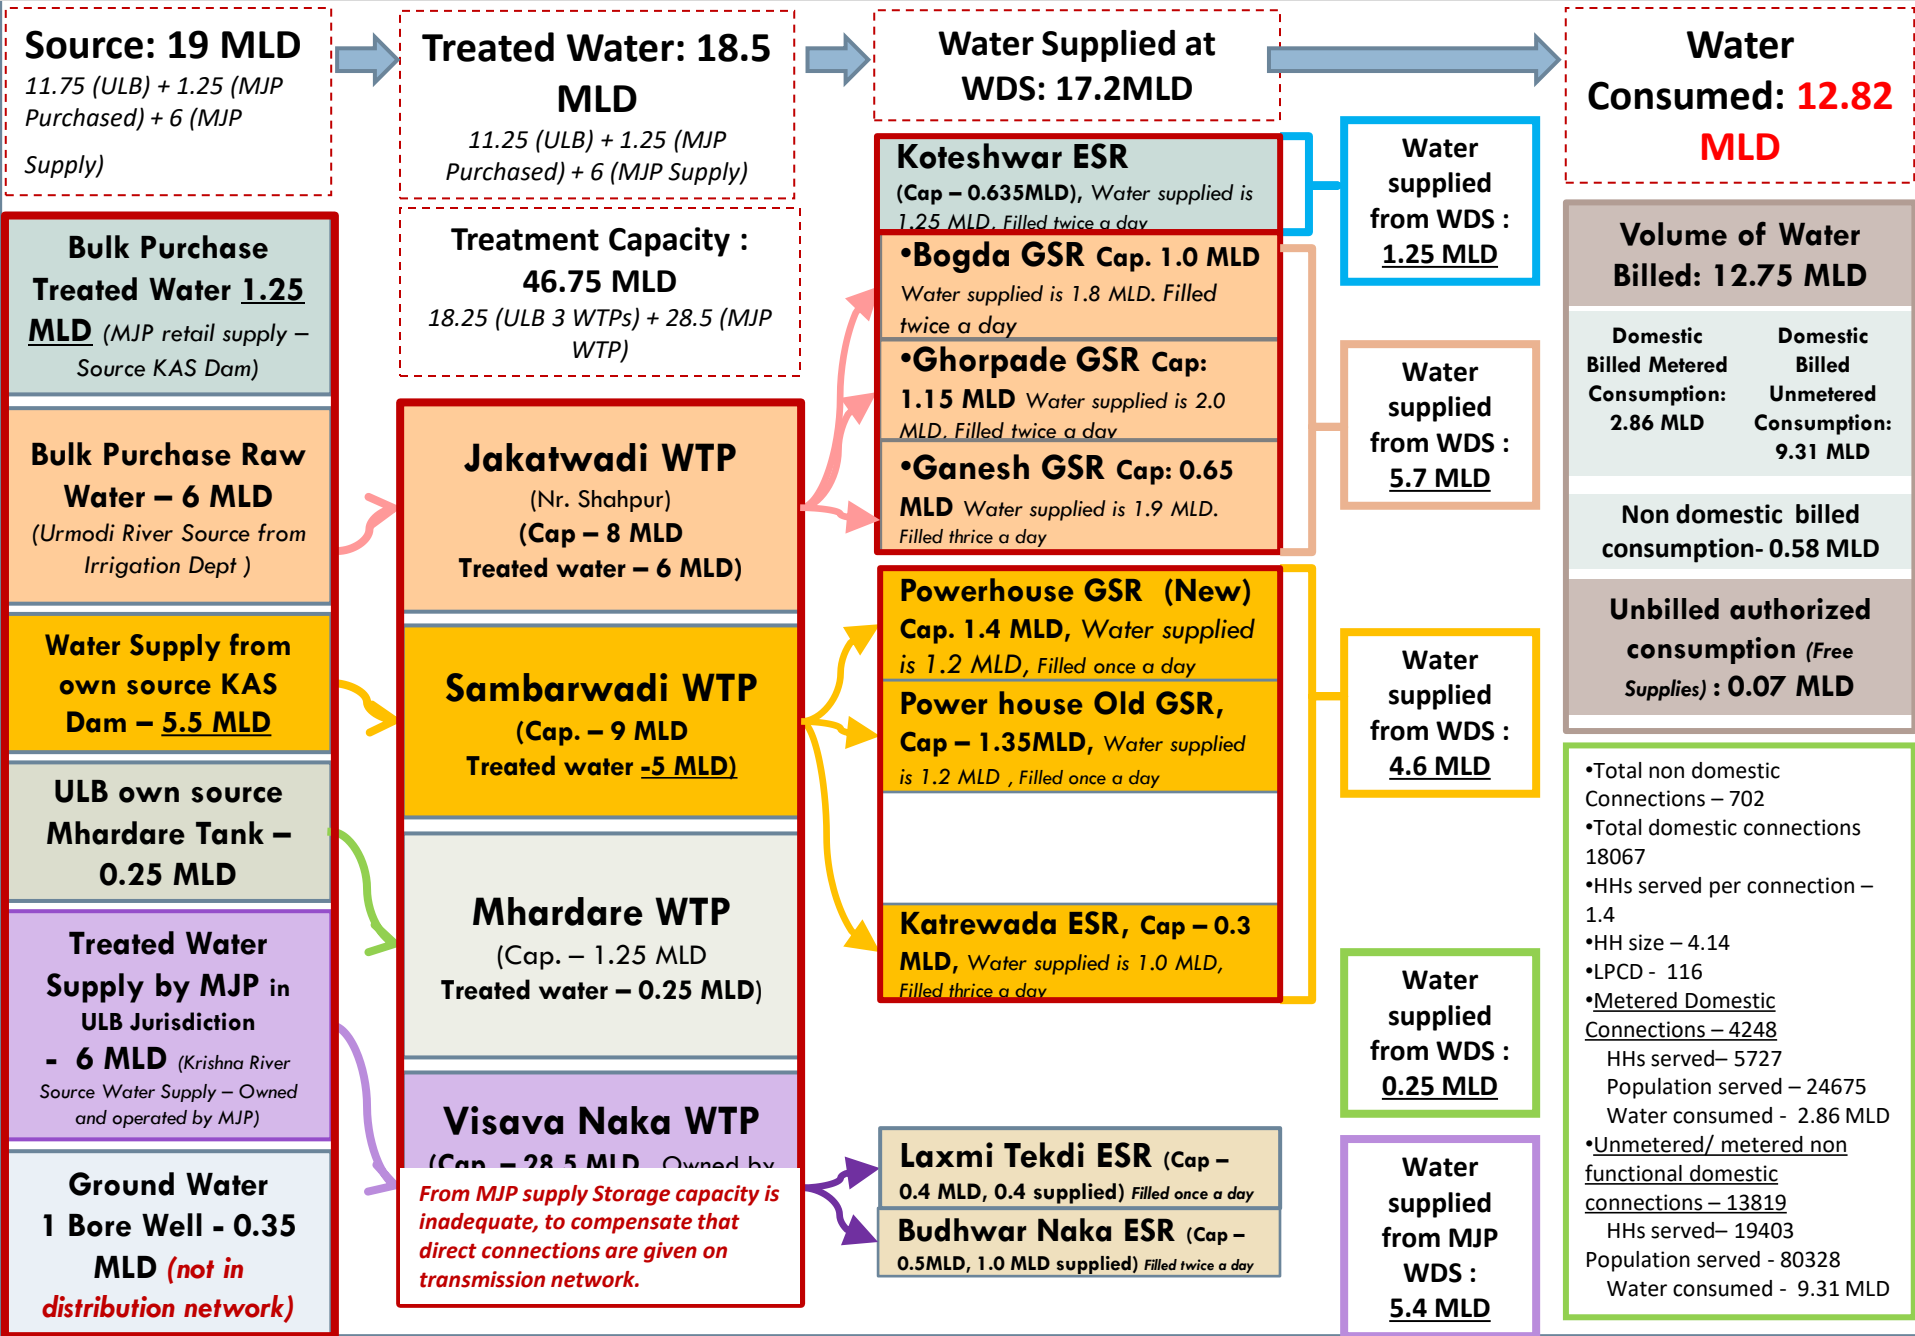 Source: 19 MLD
11.75 (ULB) + 1.25 (MJP
Purchased) + 6 (MJP
Supply)
Treated Water: 18.5
MLD
11.25 (ULB) + 1.25 (MJP
Purchased) + 6 (MJP Supply)
Treatment Capacity :
46.75 MLD
18.25 (ULB 3 WTPs) + 28.5 (MJP
WTP)
Water Supplied at
WDS: 17.2MLD
Water
Consumed: 12.82
MLD
Bulk Purchase
Treated Water 1.25
MLD (MJP retail supply –
Source KAS Dam)
Bulk Purchase Raw
Water – 6 MLD
(Urmodi River Source from
Irrigation Dept )
Water Supply from
own source KAS
Dam – 5.5 MLD
ULB own source
Mhardare Tank –
0.25 MLD
Treated Water
Supply by MJP in
ULB Jurisdiction
- 6 MLD (Krishna River
Source Water Supply – Owned
and operated by MJP)
Ground Water
1 Bore Well - 0.35
MLD (not in
distribution network)
Jakatwadi WTP
(Nr. Shahpur)
(Cap – 8 MLD
Treated water – 6 MLD)
Sambarwadi WTP
(Cap. – 9 MLD
Treated water -5 MLD)
Mhardare WTP
(Cap. – 1.25 MLD
Treated water – 0.25 MLD)
Visava Naka WTP
(Cap. – 28.5 MLD Owned by
From MJP supply Storage capacity is
inadequate, to compensate that
direct connections are given on
transmission network.
Koteshwar ESR
(Cap – 0.635MLD), Water supplied is
1.25 MLD, Filled twice a day
•Bogda GSR Cap. 1.0 MLD
Water supplied is 1.8 MLD. Filled
twice a day
•Ghorpade GSR Cap:
1.15 MLD Water supplied is 2.0
MLD, Filled twice a day
•Ganesh GSR Cap: 0.65
MLD Water supplied is 1.9 MLD.
Filled thrice a day
Powerhouse GSR (New)
Cap. 1.4 MLD, Water supplied
is 1.2 MLD, Filled once a day
Power house Old GSR,
Cap – 1.35MLD, Water supplied
is 1.2 MLD , Filled once a day
Katrewada ESR, Cap – 0.3
MLD, Water supplied is 1.0 MLD,
Filled thrice a day
Laxmi Tekdi ESR (Cap –
0.4 MLD, 0.4 supplied) Filled once a day
Budhwar Naka ESR (Cap –
0.5MLD, 1.0 MLD supplied) Filled twice a day
Water
supplied
from WDS :
1.25 MLD
Water
supplied
from WDS :
5.7 MLD
Water
supplied
from WDS :
4.6 MLD
Water
supplied
from WDS :
0.25 MLD
Water
supplied
from MJP
WDS :
5.4 MLD
Volume of Water
Billed: 12.75 MLD
Domestic
Billed Metered
Consumption:
2.86 MLD
Domestic
Billed
Unmetered
Consumption:
9.31 MLD
Non domestic billed
consumption- 0.58 MLD
Unbilled authorized
consumption (Free
Supplies) : 0.07 MLD
•Total non domestic
Connections – 702
•Total domestic connections
18067
•HHs served per connection –
1.4
•HH size – 4.14
•LPCD - 116
•Metered Domestic
Connections – 4248
HHs served– 5727
Population served – 24675
Water consumed - 2.86 MLD
•Unmetered/ metered non
functional domestic
connections – 13819
HHs served– 19403
Population served - 80328
Water consumed - 9.31 MLD